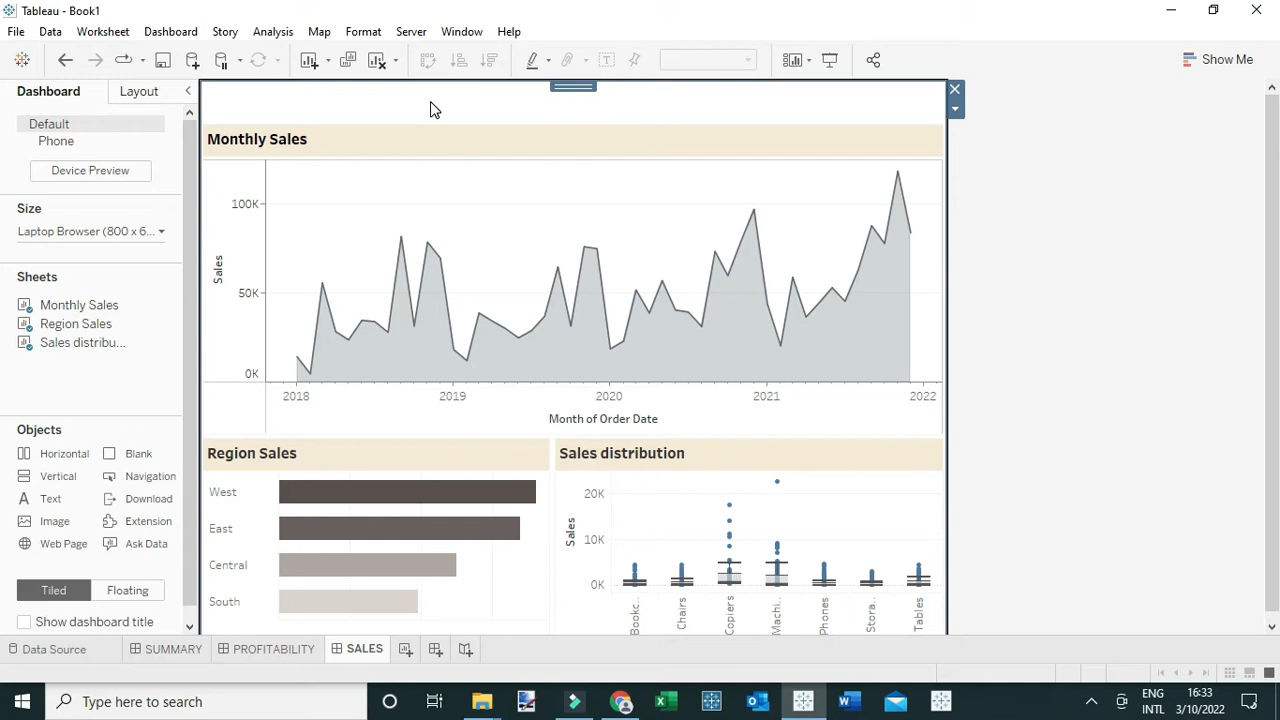 Tableau - Book1
File Data Worksheet Dashboard Story Analysis Map Format Server Window Help
Show Me
Dashboard Layout
Default
Phone
Device Preview
Size
Laptop Browser (800 x 6...
Sheets
Monthly Sales
Region Sales
Sales distribu...
Objects
Horizontal Blank
Vertical Navigation
Text Download
Image Extension
Web Page Ask Data
Tiled Floating
Show dashboard title
Monthly Sales
100K
50K
0K
Sales
2018 2019 2020 2021 2022
Month of Order Date
Region Sales
West
East
Central
South
Sales distribution
20K
10K
0K
Sales
Bookc..
Chairs
Copiers
Machi..
Phones
Stora..
Tables
Data Source SUMMARY PROFITABILITY SALES
Type here to search
ENG
INTL
16:33
3/10/2022